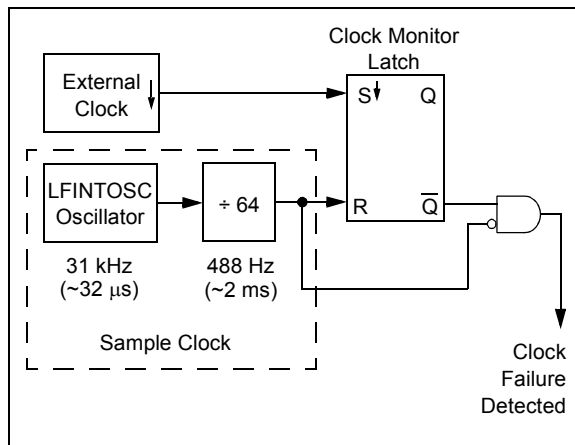 Clock Monitor
Latch
External
Clock
S
Q
LFINTOSC
Oscillator
÷ 64
R
Q̅
31 kHz
(~32 μs)
488 Hz
(~2 ms)
Sample Clock
Clock
Failure
Detected